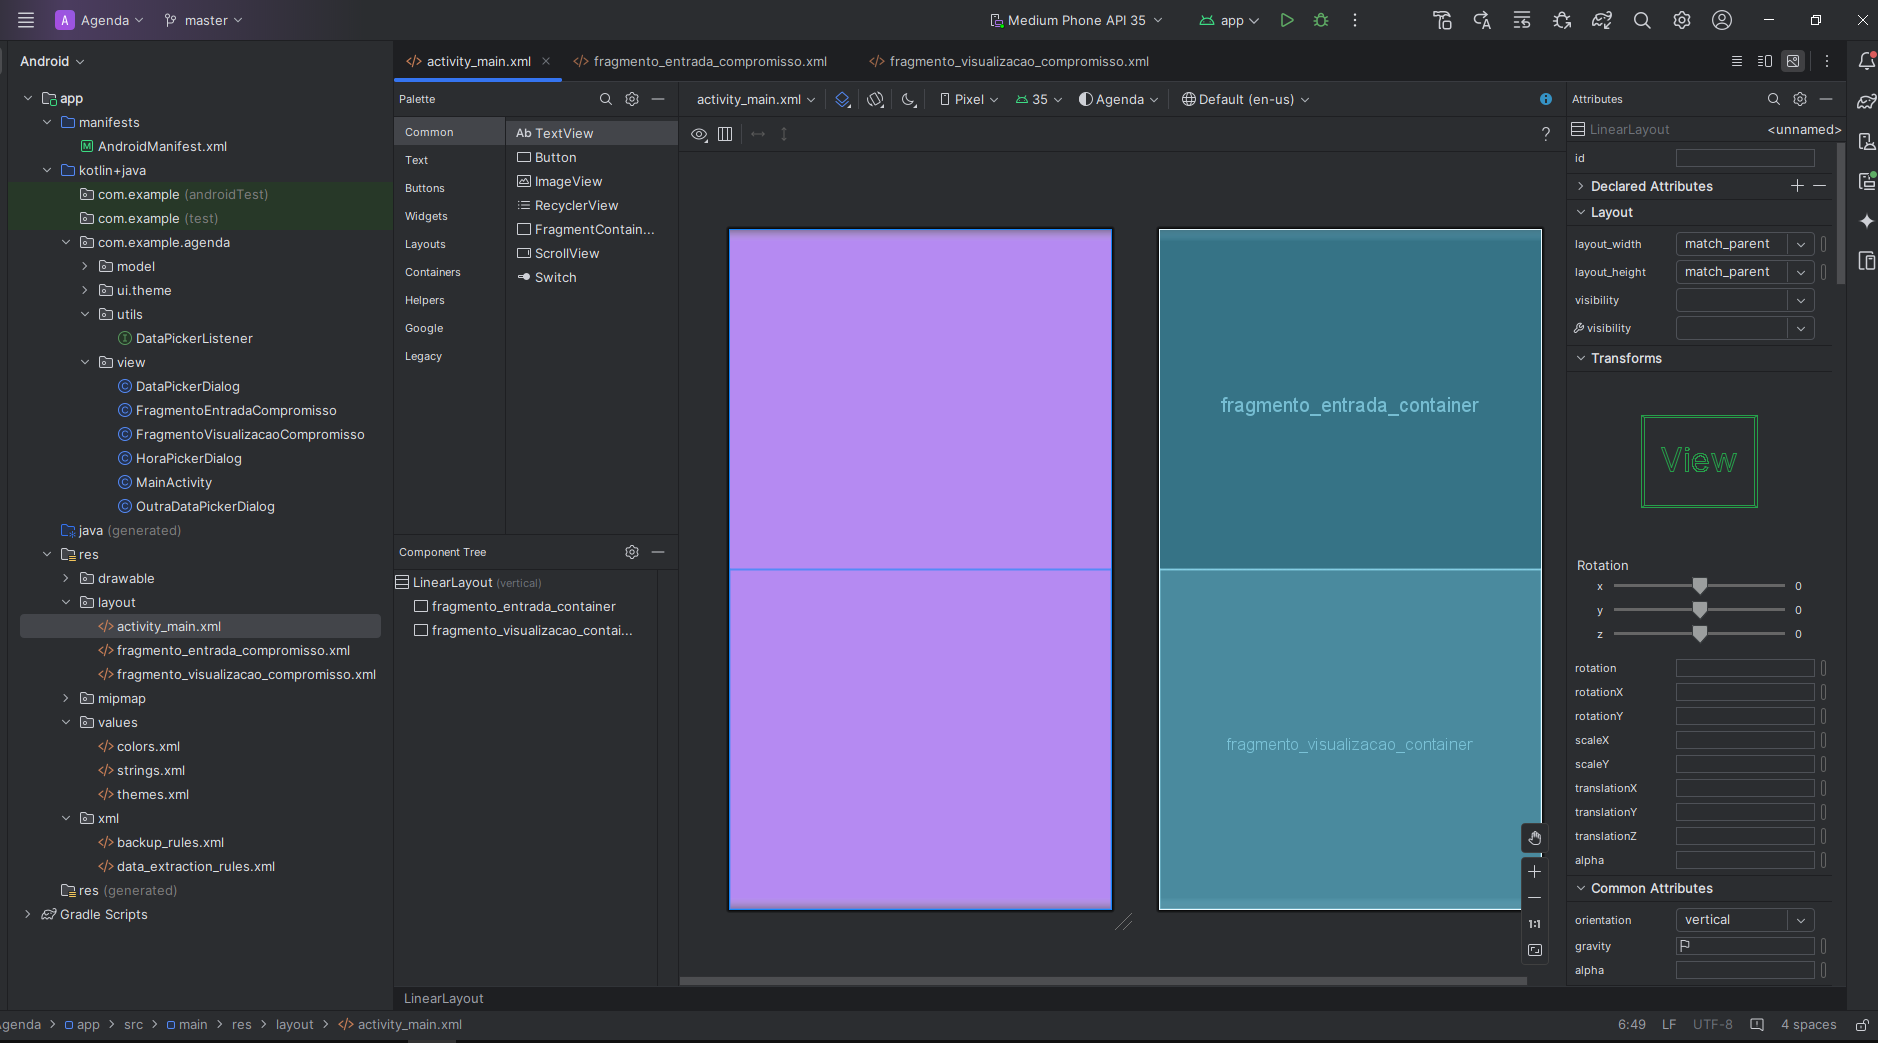 A Agenda master Medium Phone API 35 app
Android
app
manifests
AndroidManifest.xml
kotlin+java
com.example (androidTest)
com.example (test)
com.example.agenda
model
ui.theme
utils
DataPickerListener
view
DataPickerDialog
FragmentoEntradaCompromisso
FragmentoVisualizacaoCompromisso
HoraPickerDialog
MainActivity
OutraDataPickerDialog
java (generated)
res
drawable
layout
activity_main.xml
fragmento_entrada_compromisso.xml
fragmento_visualizacao_compromisso.xml
mipmap
values
colors.xml
strings.xml
themes.xml
xml
backup_rules.xml
data_extraction_rules.xml
res (generated)
Gradle Scripts
activity_main.xml fragmento_entrada_compromisso.xml fragmento_visualizacao_compromisso.xml
Palette
Common
Text
Buttons
Widgets
Layouts
Containers
Helpers
Google
Legacy
Ab TextView
Button
ImageView
RecyclerView
FragmentContain...
ScrollView
Switch
Component Tree
LinearLayout (vertical)
fragmento_entrada_container
fragmento_visualizacao_contai...
activity_main.xml Pixel 35 Agenda Default (en-us)
?
fragmento_entrada_container
fragmento_visualizacao_container
1:1
LinearLayout
Attributes
LinearLayout <unnamed>
id
Declared Attributes
Layout
layout_width match_parent
layout_height match_parent
visibility
visibility
Transforms
View
Rotation
x 0
y 0
z 0
rotation
rotationX
rotationY
scaleX
scaleY
translationX
translationY
translationZ
alpha
Common Attributes
orientation vertical
gravity
alpha
genda app src main res layout activity_main.xml 6:49 LF UTF-8 4 spaces